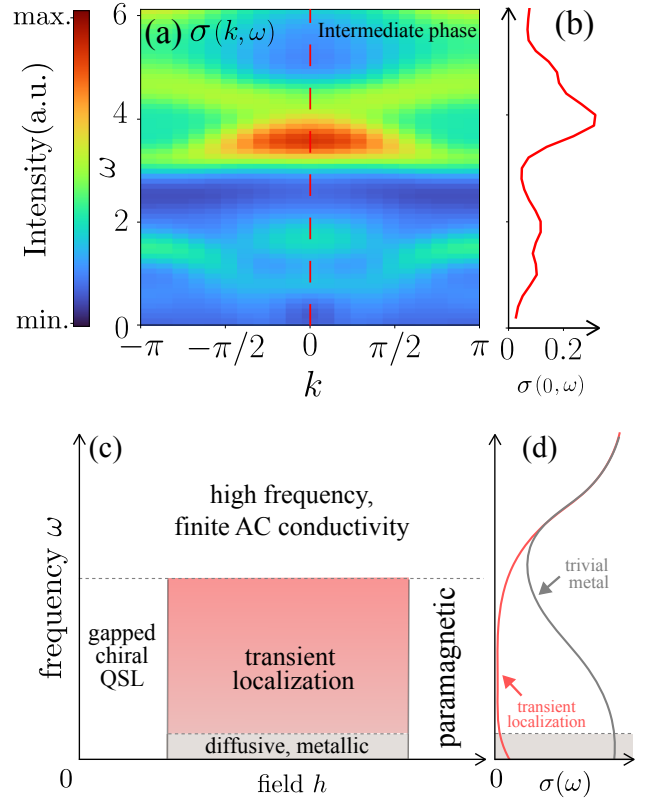 max.
Intensity(a.u.)
min.
6
4
2
0
ω
(a) σ(k, ω)
Intermediate phase
−π
−π/2
0
π/2
π
k
(b)
0
0.2
σ(0, ω)
(c)
frequency ω
high frequency,
finite AC conductivity
gapped
chiral
QSL
transient
localization
diffusive, metallic
paramagnetic
0
field h
(d)
trivial
metal
transient
localization
0
σ(ω)